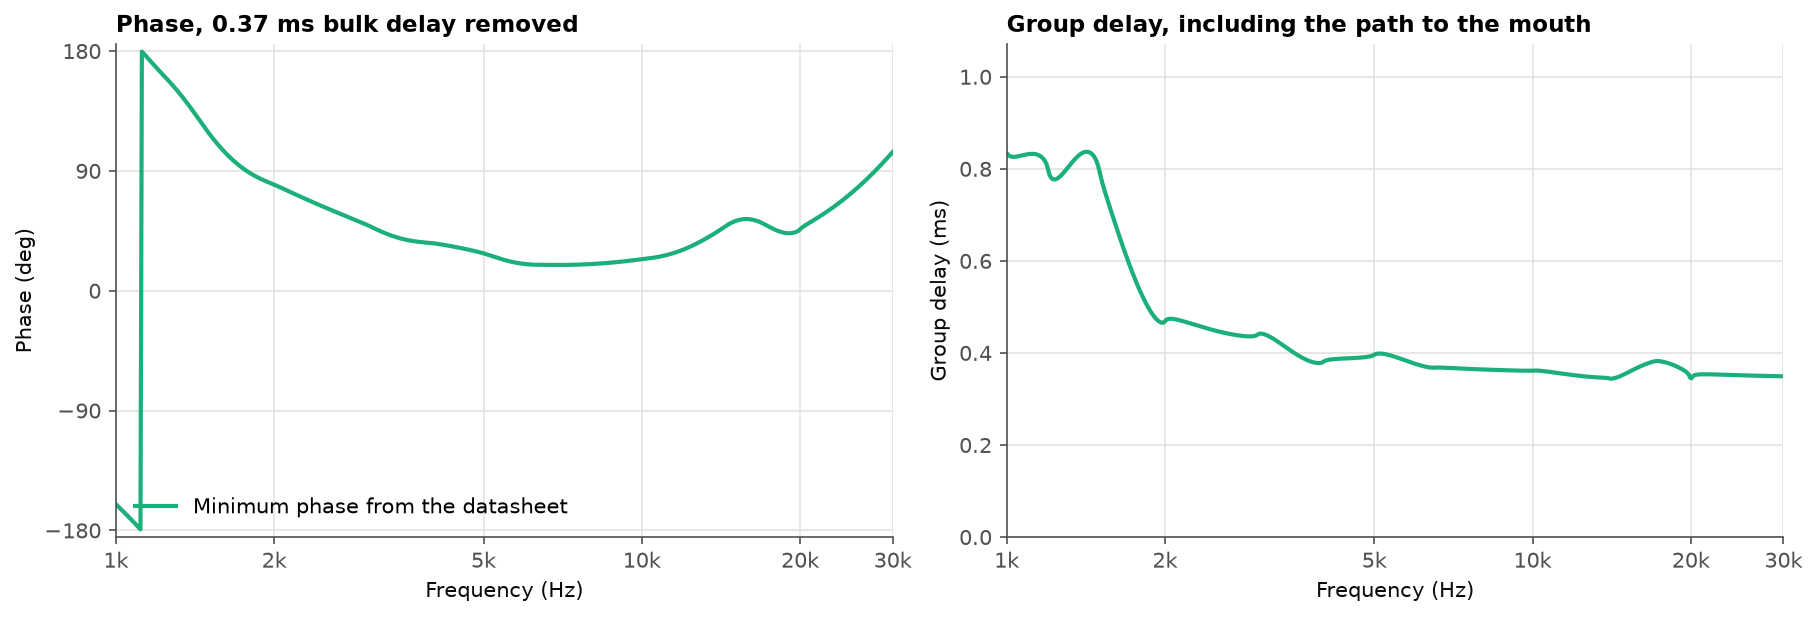 Phase, 0.37 ms bulk delay removed
180
90
0
−90
−180
Phase (deg)
Minimum phase from the datasheet
1k 2k 5k 10k 20k 30k
Frequency (Hz)
Group delay, including the path to the mouth
1.0
0.8
0.6
0.4
0.2
0.0
Group delay (ms)
1k 2k 5k 10k 20k 30k
Frequency (Hz)